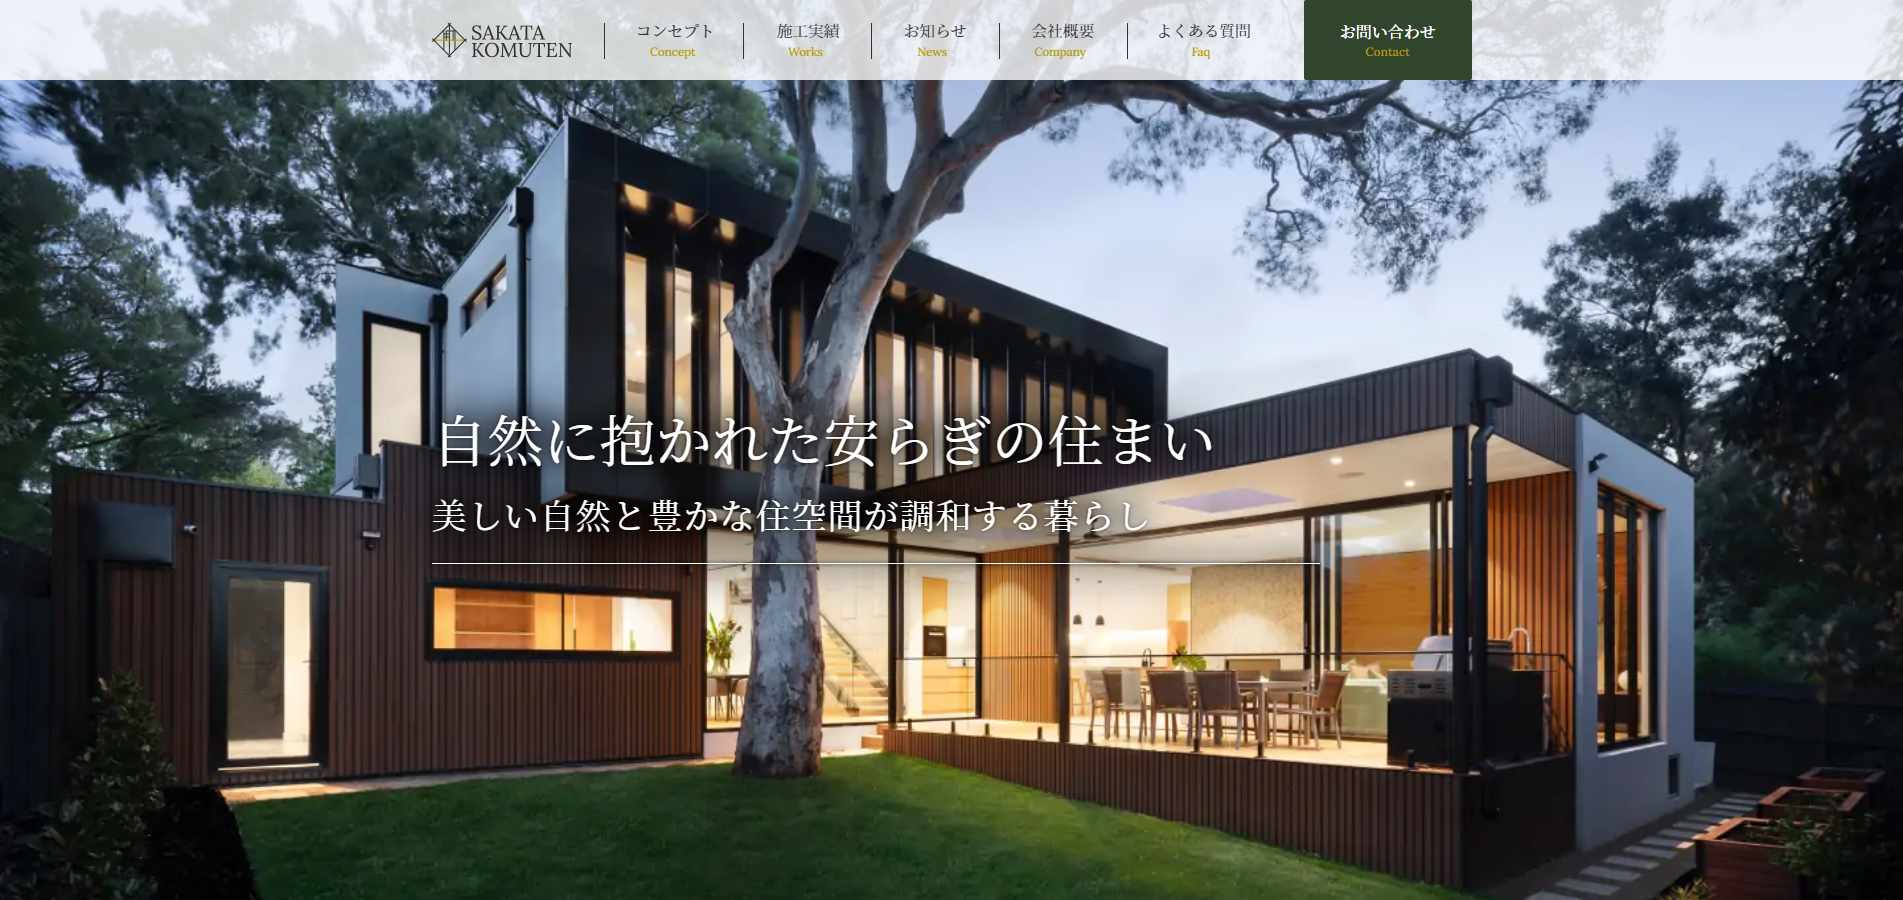 SAKATA
KOMUTEN
コンセプト
Concept
施工実績
Works
お知らせ
News
会社概要
Company
よくある質問
Faq
お問い合わせ
Contact
自然に抱かれた安らぎの住まい
美しい自然と豊かな住空間が調和する暮らし